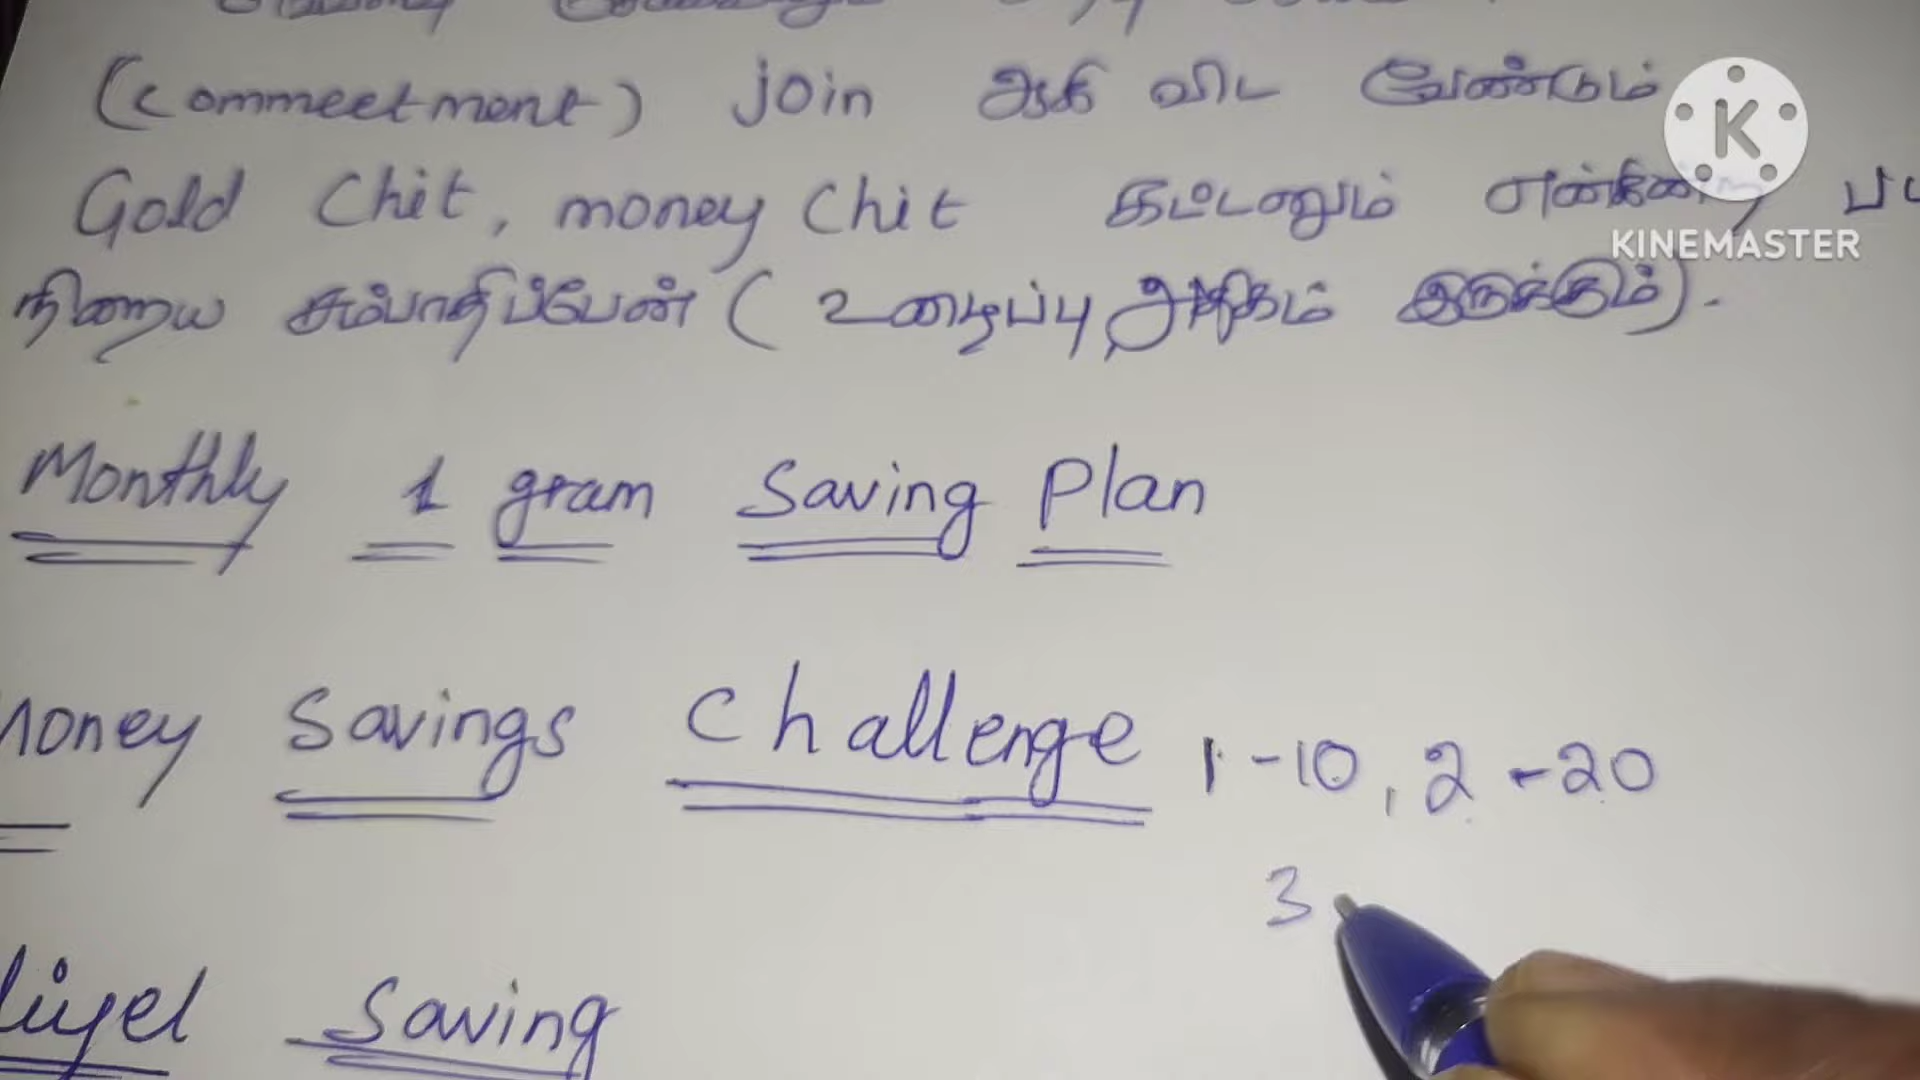 (commeetment) join ஆகி விட வேண்டும்
Gold Chit, money Chit கட்டனும்
நிறைய சம்பாதிப்பேன் ( உழைப்பு அதிகம் இருக்கும்).
Monthly 1 gram Saving Plan
Money Savings Challenge 1 - 10, 2 - 20
3
Saving
K
KINEMASTER